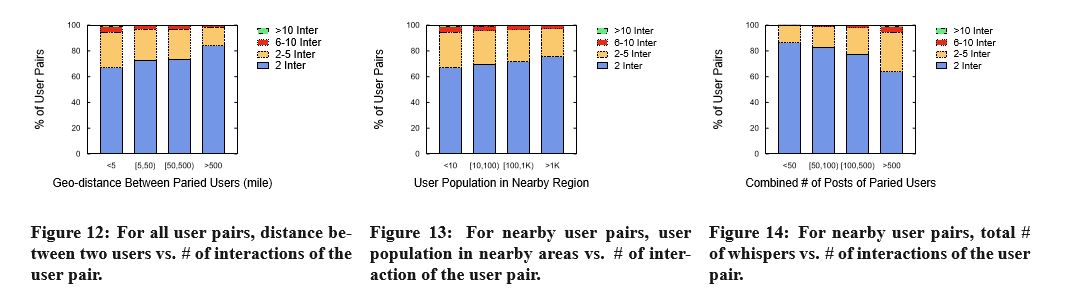 % of User Pairs
100
80
60
40
20
0
<5 [5,50) [50,500) >500
Geo-distance Between Paried Users (mile)
>10 Inter
6-10 Inter
2-5 Inter
2 Inter
Figure 12: For all user pairs, distance be-
tween two users vs. # of interactions of the
user pair.
% of User Pairs
100
80
60
40
20
0
<10 [10,100) [100,1K) >1K
User Population in Nearby Region
>10 Inter
6-10 Inter
2-5 Inter
2 Inter
Figure 13: For nearby user pairs, user
population in nearby areas vs. # of inter-
action of the user pair.
% of User Pairs
100
80
60
40
20
0
<50 [50,100) [100,500) >500
Combined # of Posts of Paried Users
>10 Inter
6-10 Inter
2-5 Inter
2 Inter
Figure 14: For nearby user pairs, total #
of whispers vs. # of interactions of the user
pair.